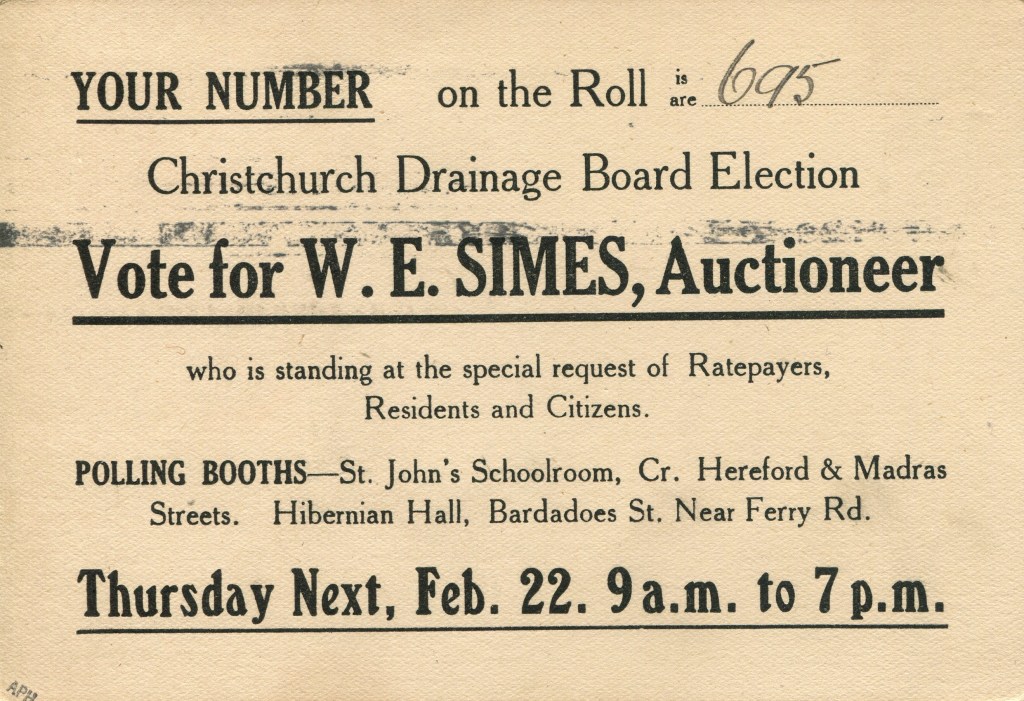 YOUR NUMBER on the Roll is are 695
Christchurch Drainage Board Election
Vote for W. E. SIMES, Auctioneer
who is standing at the special request of Ratepayers,
Residents and Citizens.
POLLING BOOTHS—St. John's Schoolroom, Cr. Hereford & Madras
Streets. Hibernian Hall, Bardadoes St. Near Ferry Rd.
Thursday Next, Feb. 22. 9 a.m. to 7 p.m.
APH